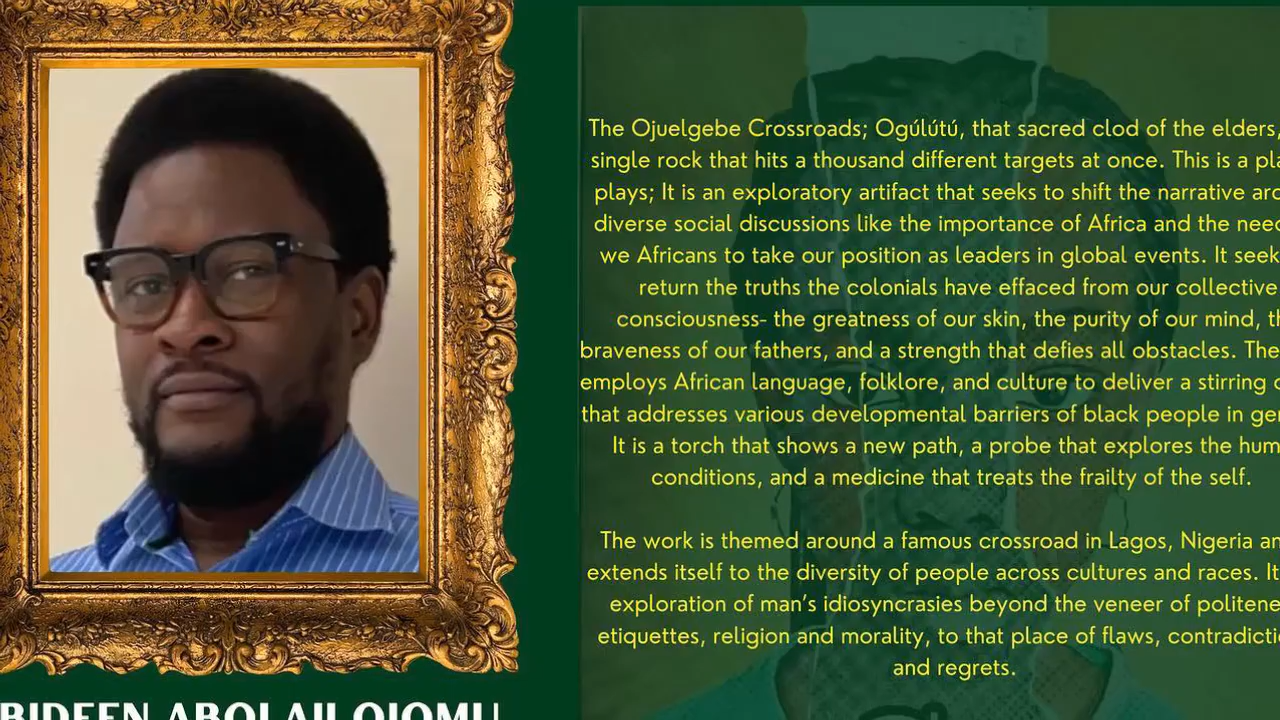 The Ojuelgebe Crossroads; Ogúlútú, that sacred clod of the elders,
single rock that hits a thousand different targets at once. This is a
plays; It is an exploratory artifact that seeks to shift the narrative
diverse social discussions like the importance of Africa and the
we Africans to take our position as leaders in global events. It
return the truths the colonials have effaced from our collective
consciousness- the greatness of our skin, the purity of our mind,
braveness of our fathers, and a strength that defies all obstacles.
employs African language, folklore, and culture to deliver a stirring
that addresses various developmental barriers of black people in
It is a torch that shows a new path, a probe that explores the
conditions, and a medicine that treats the frailty of the self.
The work is themed around a famous crossroad in Lagos, Nigeria
extends itself to the diversity of people across cultures and races. It
exploration of man's idiosyncrasies beyond the veneer of
etiquettes, religion and morality, to that place of flaws,
and regrets.